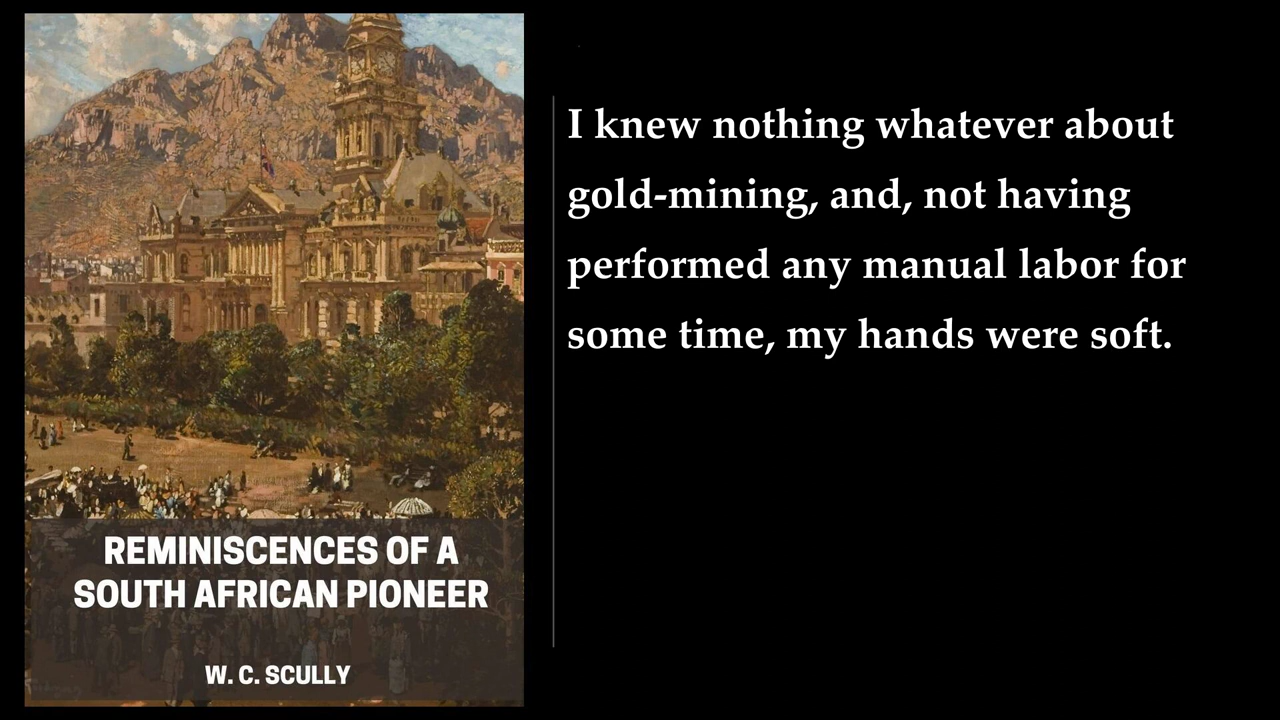 REMINISCENCES OF A
SOUTH AFRICAN PIONEER
W. C. SCULLY
I knew nothing whatever about
gold-mining, and, not having
performed any manual labor for
some time, my hands were soft.